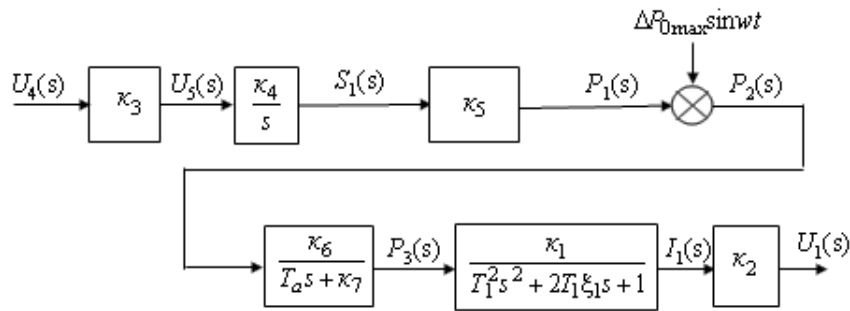 ΔP₀maxsinwt
U₄(s) κ₃ U₅(s) κ₄/s S₁(s) κ₅ P₁(s) P₂(s)
κ₆/(Tₐs+κ₇) P₃(s) κ₁/(T₁²s²+2T₁ξ₁s+1) I₁(s) κ₂ U₁(s)